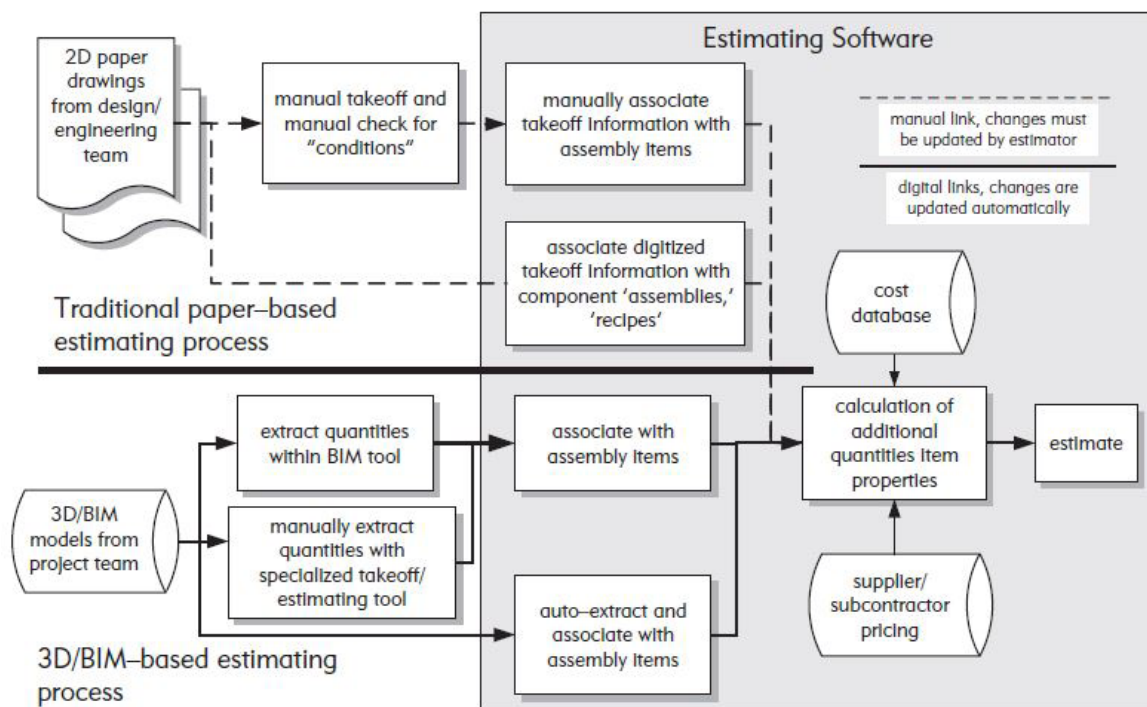 Estimating Software
2D paper
drawings
from design/
engineering
team
manual takeoff and
manual check for
“conditions”
manually associate
takeoff information with
assembly items
manual link, changes must
be updated by estimator
digital links, changes are
updated automatically
associate digitized
takeoff information with
component ‘assemblies,‘
‘recipes‘
Traditional paper–based
estimating process
cost
database
extract quantities
within BIM tool
associate with
assembly items
calculation of
additional
quantities item
properties
estimate
3D/BIM
models from
project team
manually extract
quantities with
specialized takeoff/
estimating tool
auto–extract and
associate with
assembly items
supplier/
subcontractor
pricing
3D/BIM–based estimating
process